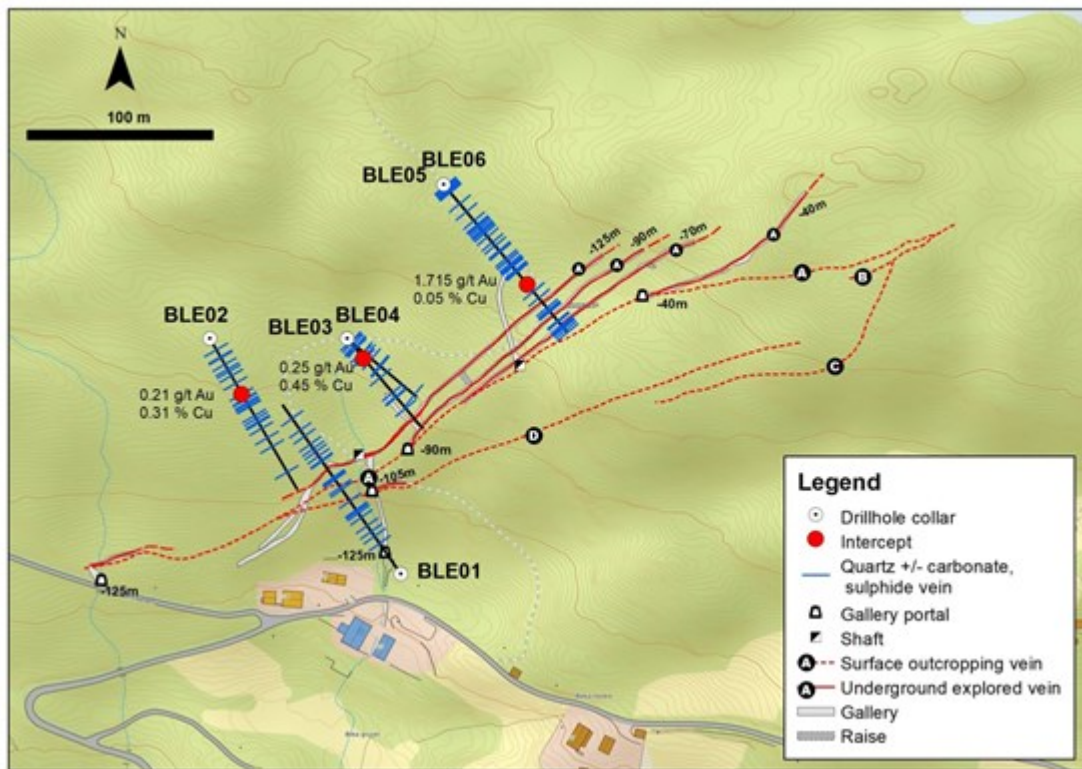 N
100 m
BLE06
BLE05
1.715 g/t Au
0.05 % Cu
-125m
-90m
-70m
-40m
A
A
A
A
A
B
-40m
BLE02
BLE03
BLE04
0.25 g/t Au
0.45 % Cu
0.21 g/t Au
0.31 % Cu
C
D
-90m
A
-105m
-125m
BLE01
-125m
Legend
Drillhole collar
Intercept
Quartz +/- carbonate,
sulphide vein
Gallery portal
Shaft
A Surface outcropping vein
A Underground explored vein
Gallery
Raise